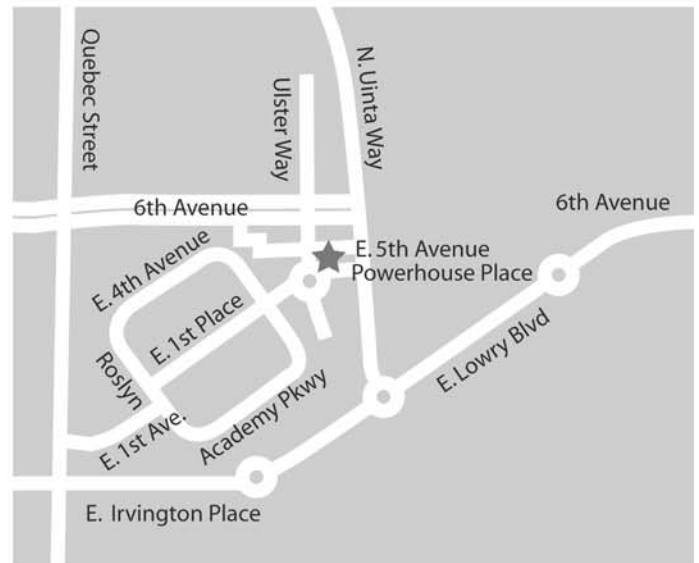 Quebec Street
N. Uinta Way
Ulster Way
6th Avenue
6th Avenue
E. 4th Avenue
E. 5th Avenue
Powerhouse Place
E. 1st Place
Roslyn
E. Lowry Blvd
Academy Pkwy
E. 1st Ave.
E. Irvington Place